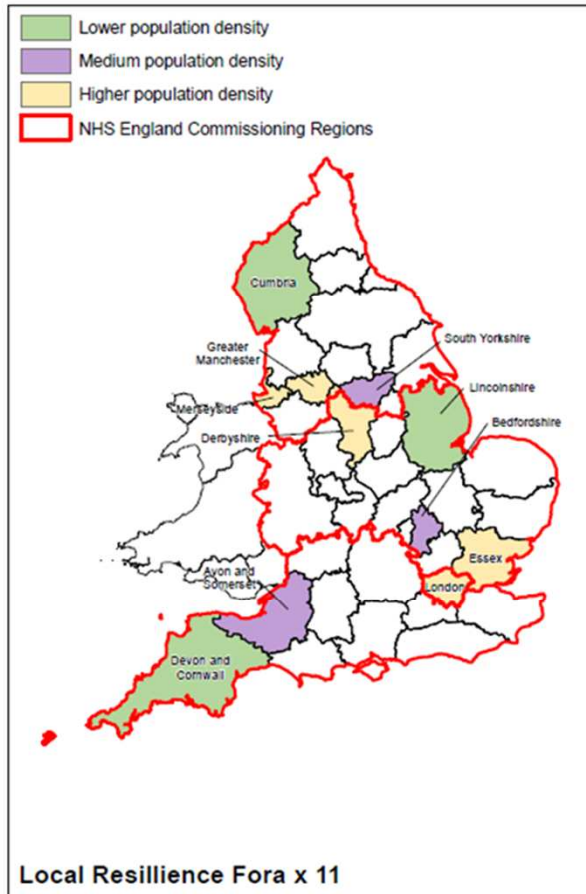 Lower population density
Medium population density
Higher population density
NHS England Commissioning Regions
Cumbria
Greater
Manchester
South Yorkshire
Merseyside
Lincolnshire
Derbyshire
Bedfordshire
Essex
London
Avon and
Somerset
Devon and
Cornwall
Local Resillience Fora x 11